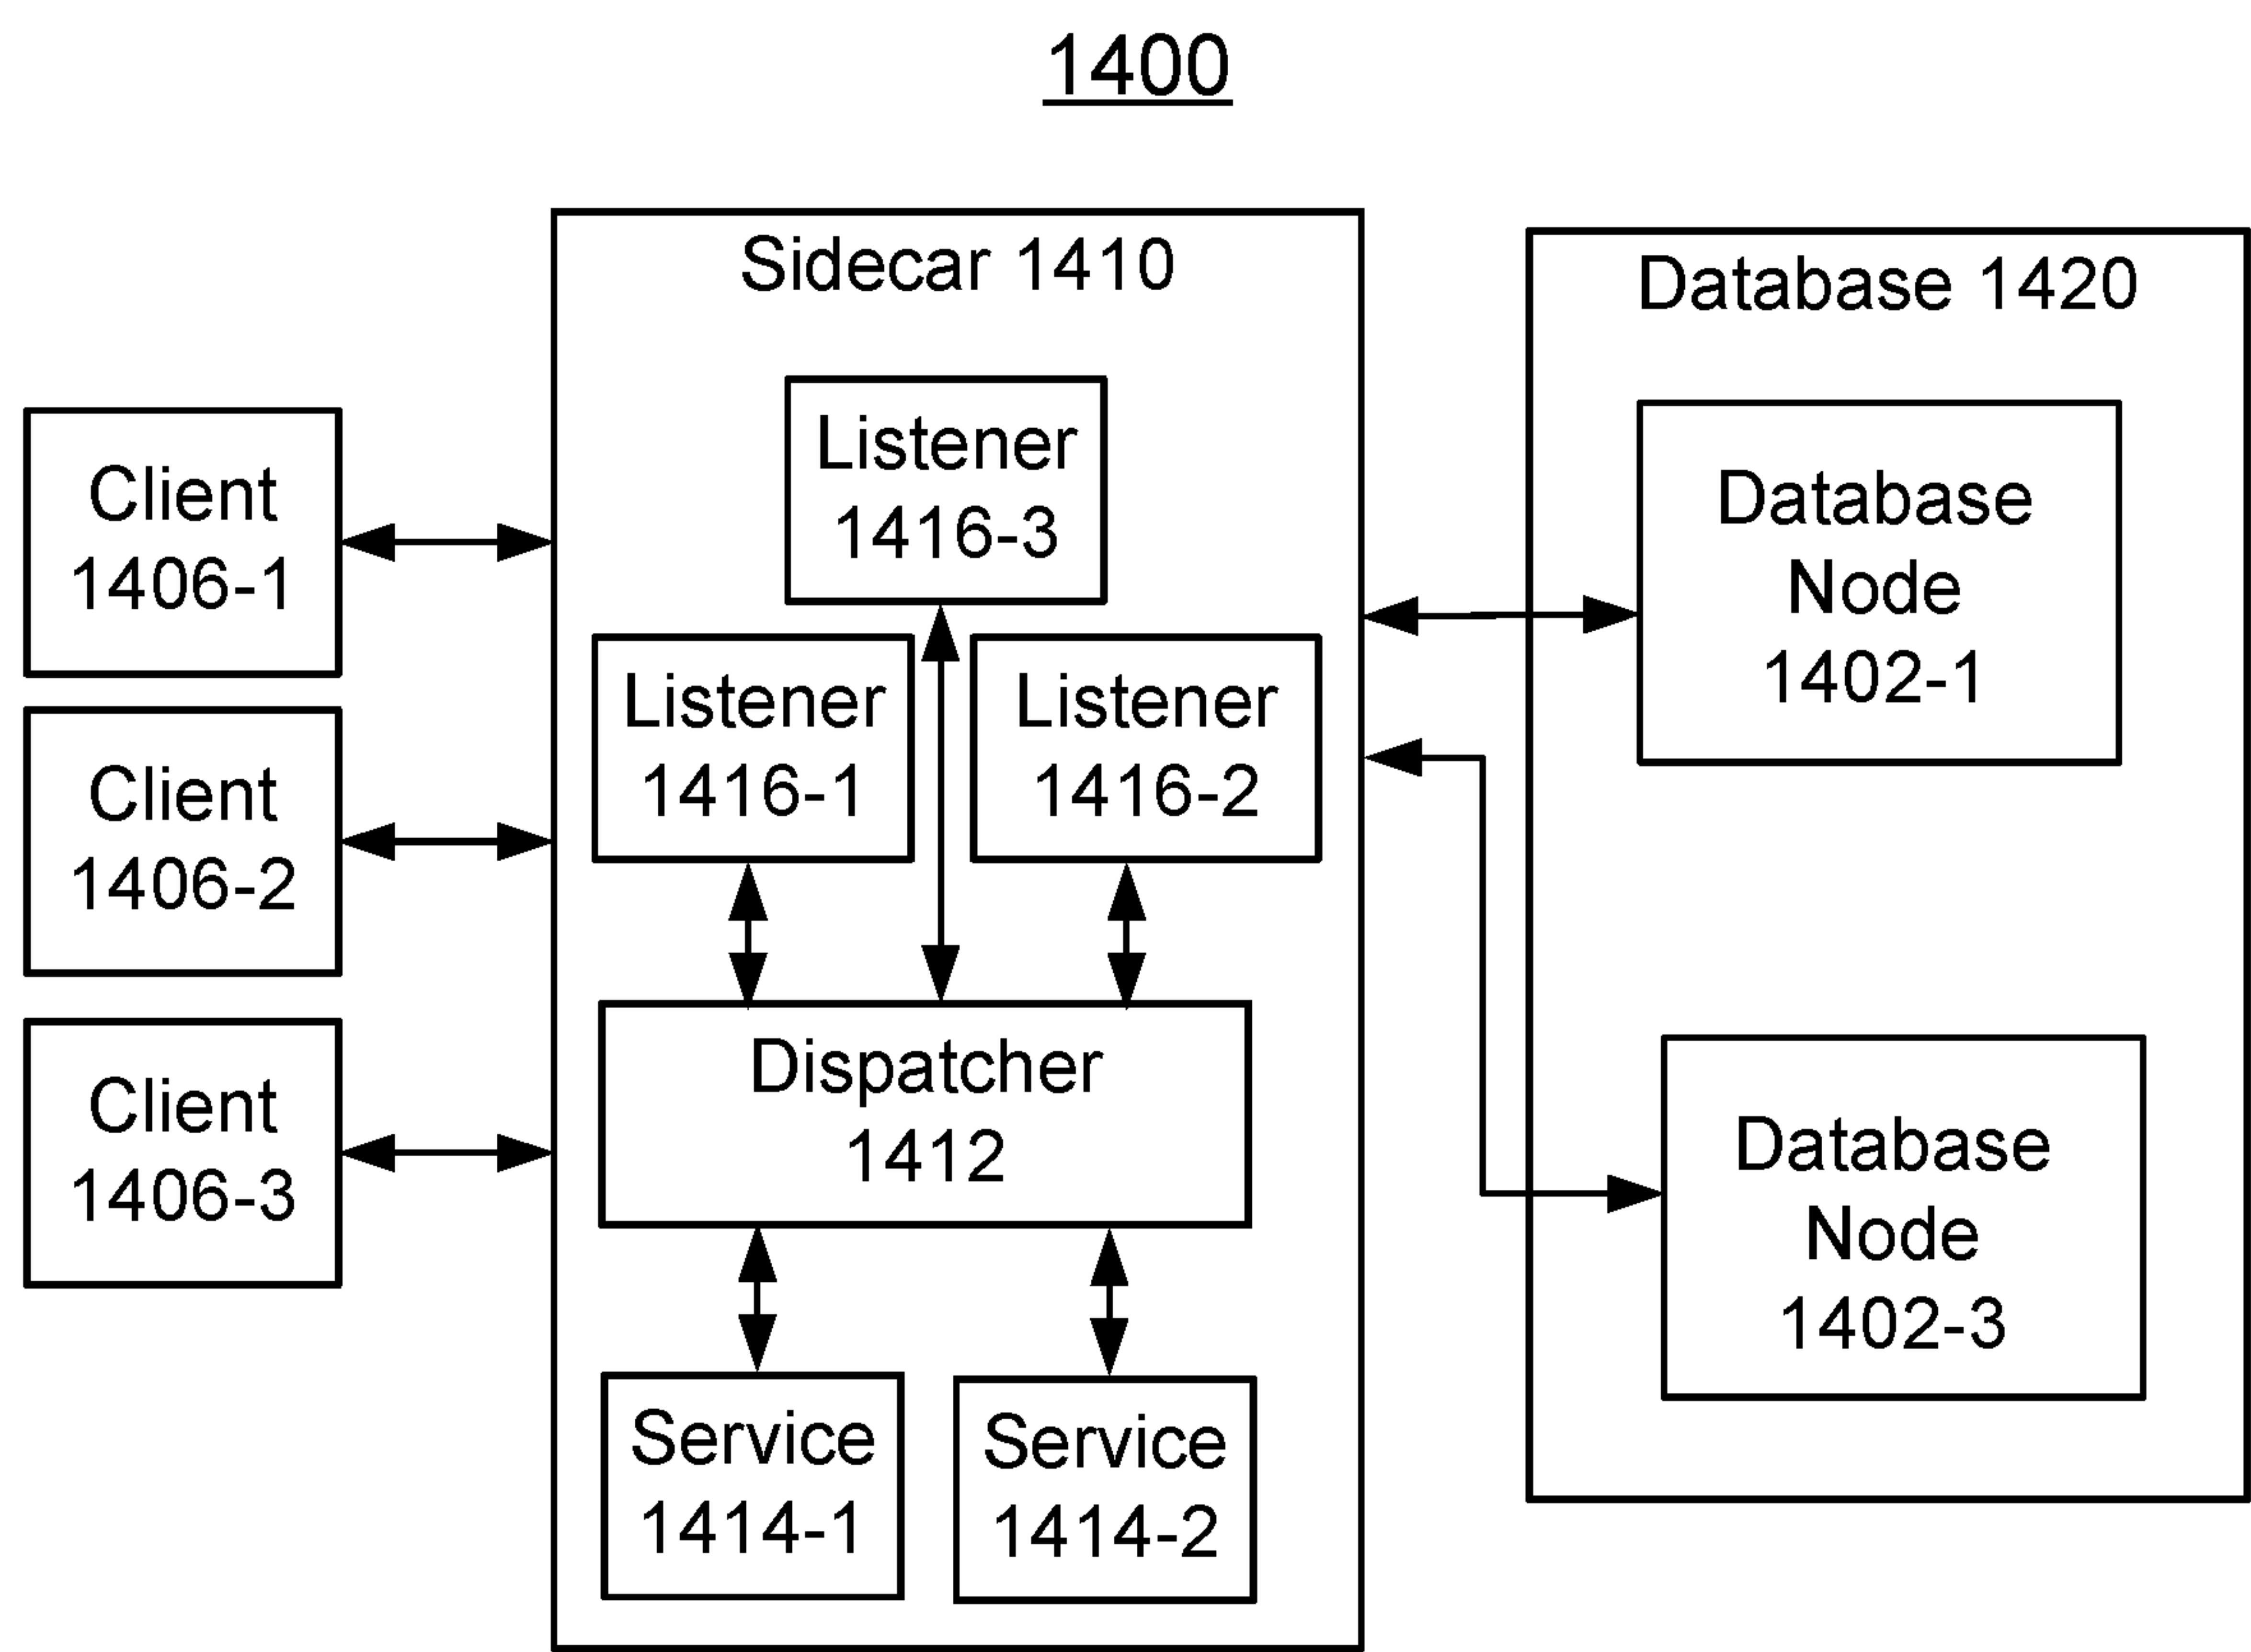 1400
Sidecar 1410
Database 1420
Listener
1416-3
Client
1406-1
Database
Node
1402-1
Listener
1416-1
Listener
1416-2
Client
1406-2
Client
1406-3
Dispatcher
1412
Database
Node
1402-3
Service
1414-1
Service
1414-2